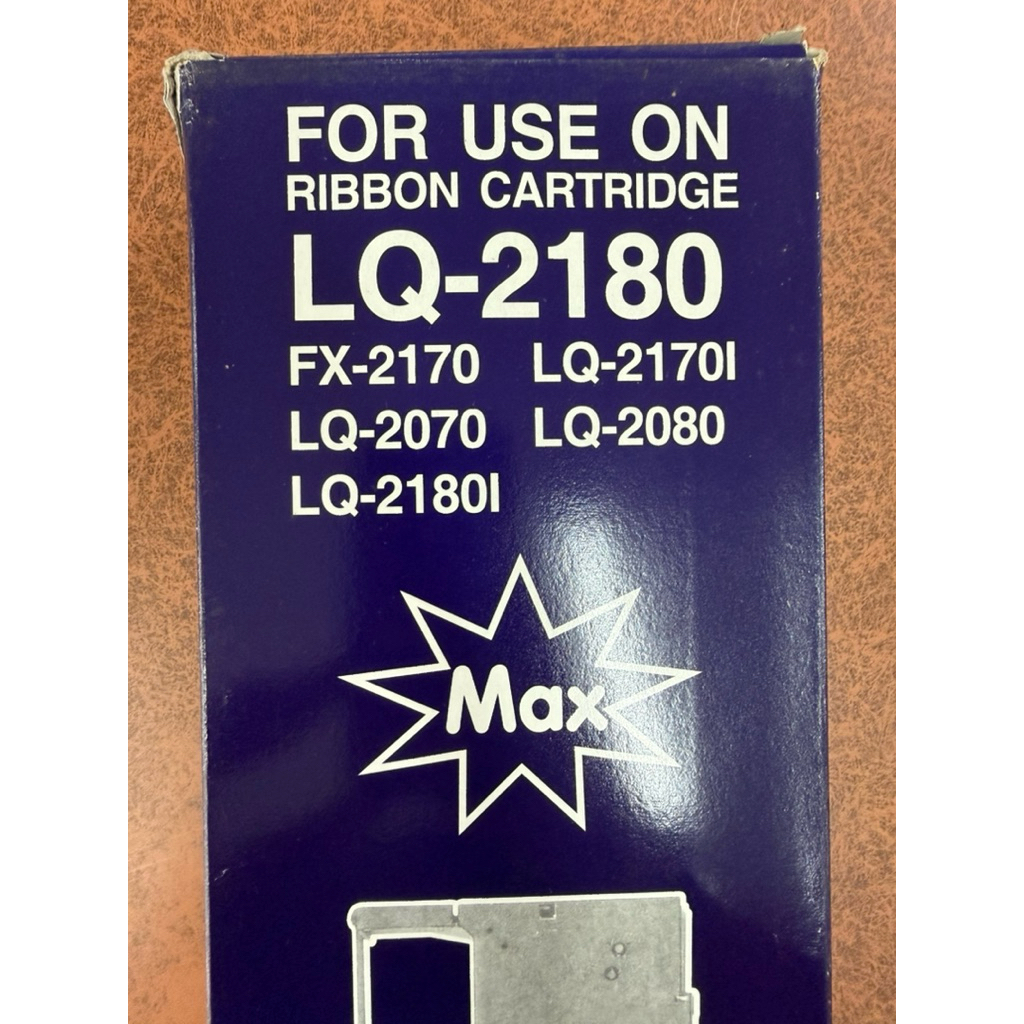 FOR USE ON
RIBBON CARTRIDGE
LQ-2180
FX-2170 LQ-2170I
LQ-2070 LQ-2080
LQ-2180I
Max